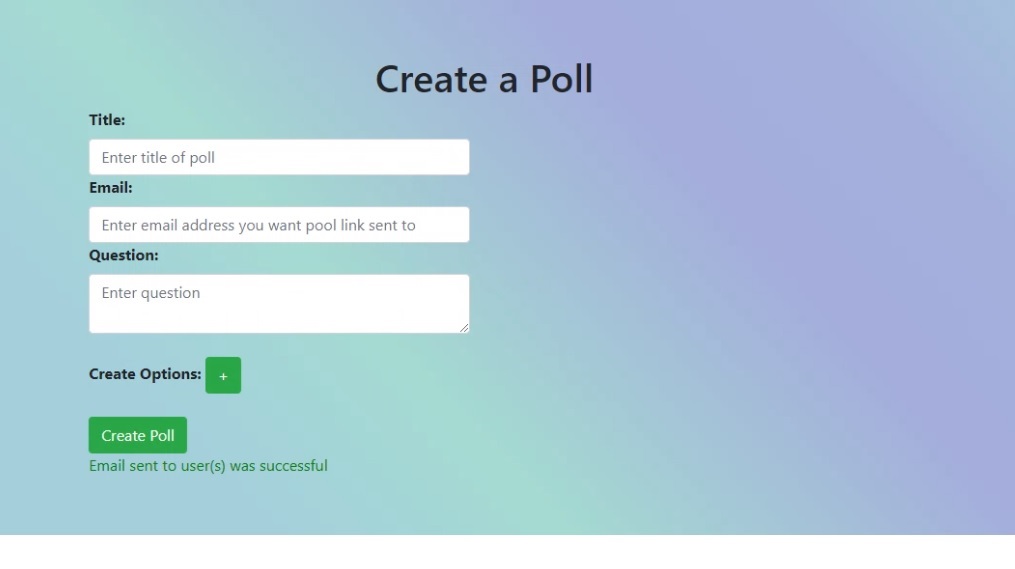 Create a Poll
Title:
Enter title of poll
Email:
Enter email address you want pool link sent to
Question:
Enter question
Create Options: +
Create Poll
Email sent to user(s) was successful